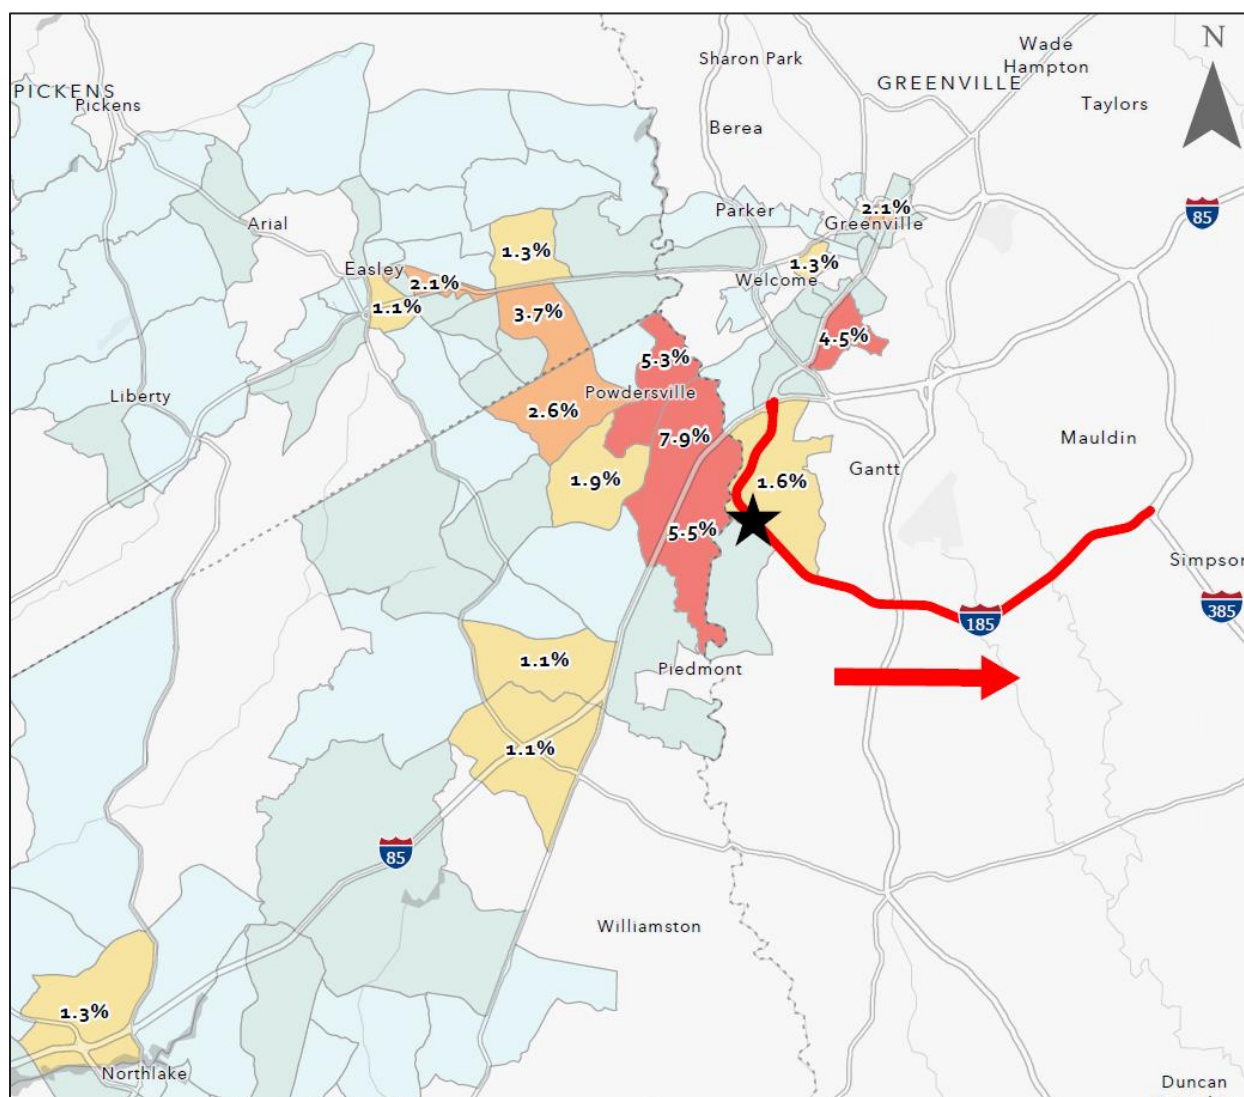 N
Wade
Hampton
Sharon Park
GREENVILLE
PICKENS
Pickens
Taylors
Berea
85
2.1%
Parker
Greenville
Arial
1.3%
Easley
1.3%
2.1%
Welcome
1.1%
3.7%
4.5%
5.3%
Powdersville
Liberty
2.6%
7.9%
Mauldin
Gantt
1.9%
1.6%
5.5%
Simpson
385
185
1.1%
Piedmont
1.1%
85
Williamston
1.3%
Northlake
Duncan